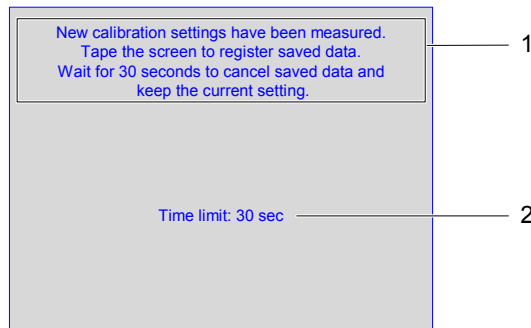 New calibration settings have been measured.
Tape the screen to register saved data.
Wait for 30 seconds to cancel saved data and
keep the current setting.
1
Time limit: 30 sec
2